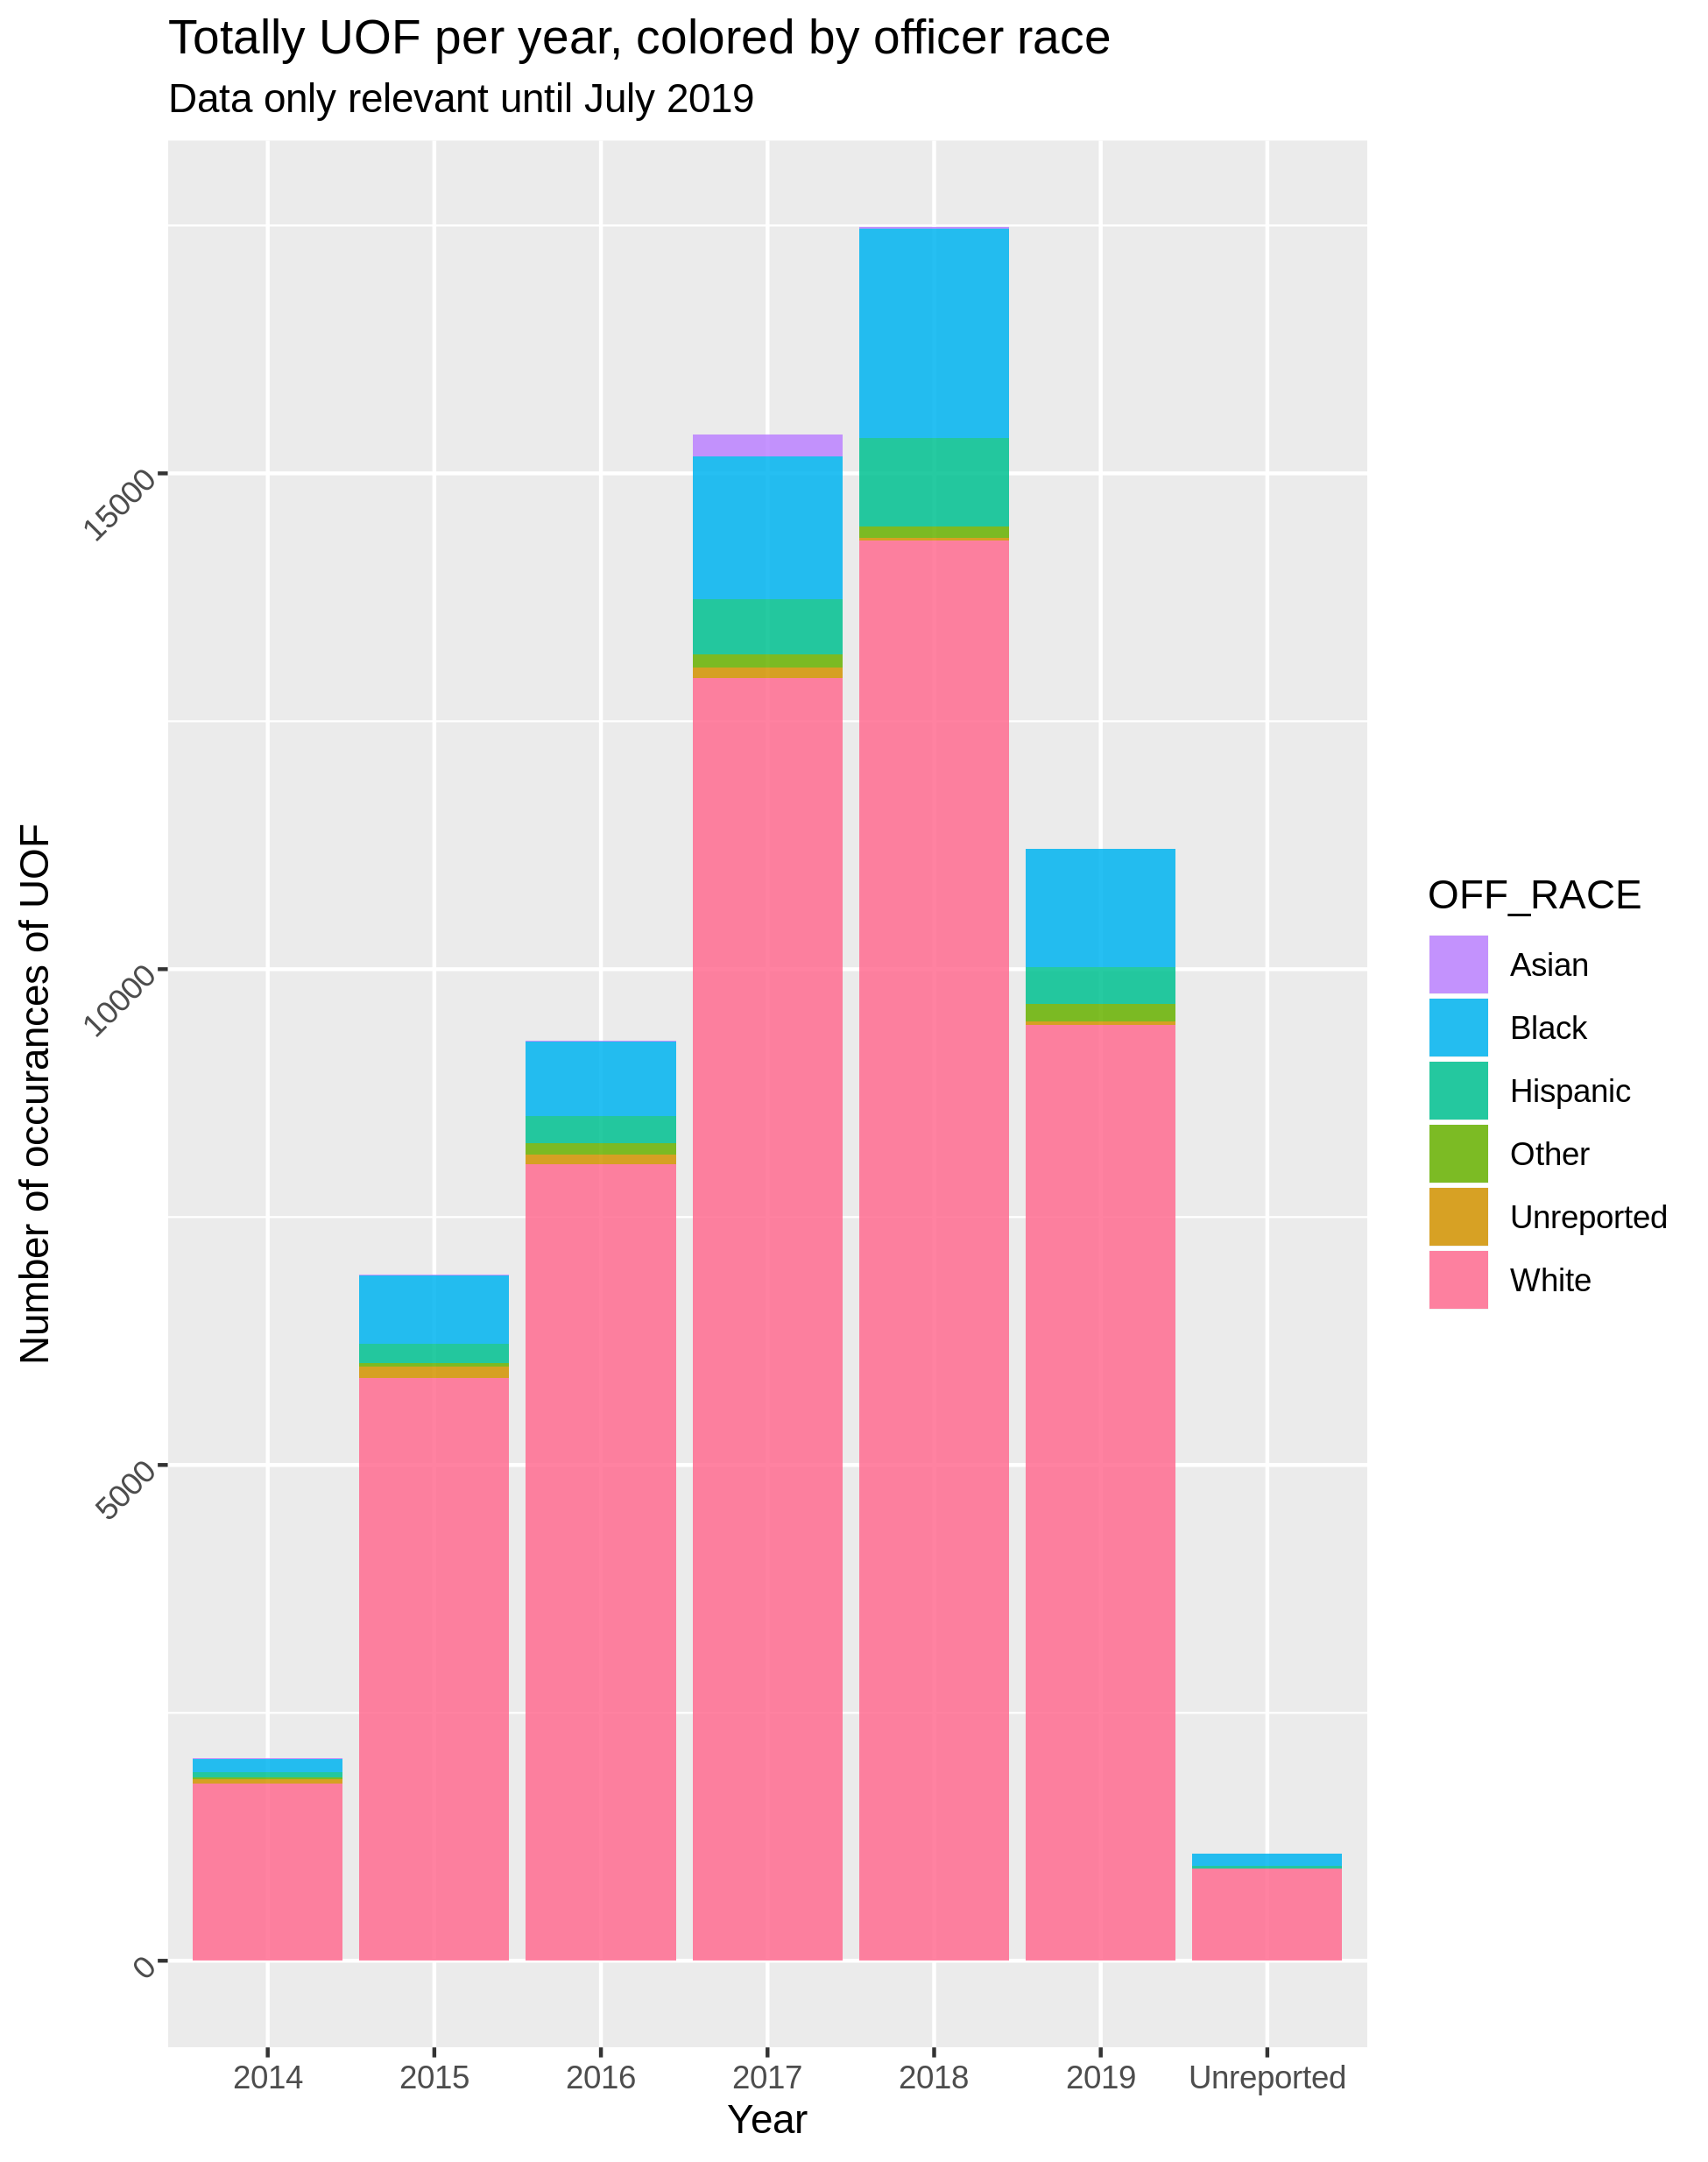 Totally UOF per year, colored by officer race
Data only relevant until July 2019
Number of occurances of UOF
15000
10000
5000
0
2014 2015 2016 2017 2018 2019 Unreported
Year
OFF_RACE
Asian
Black
Hispanic
Other
Unreported
White